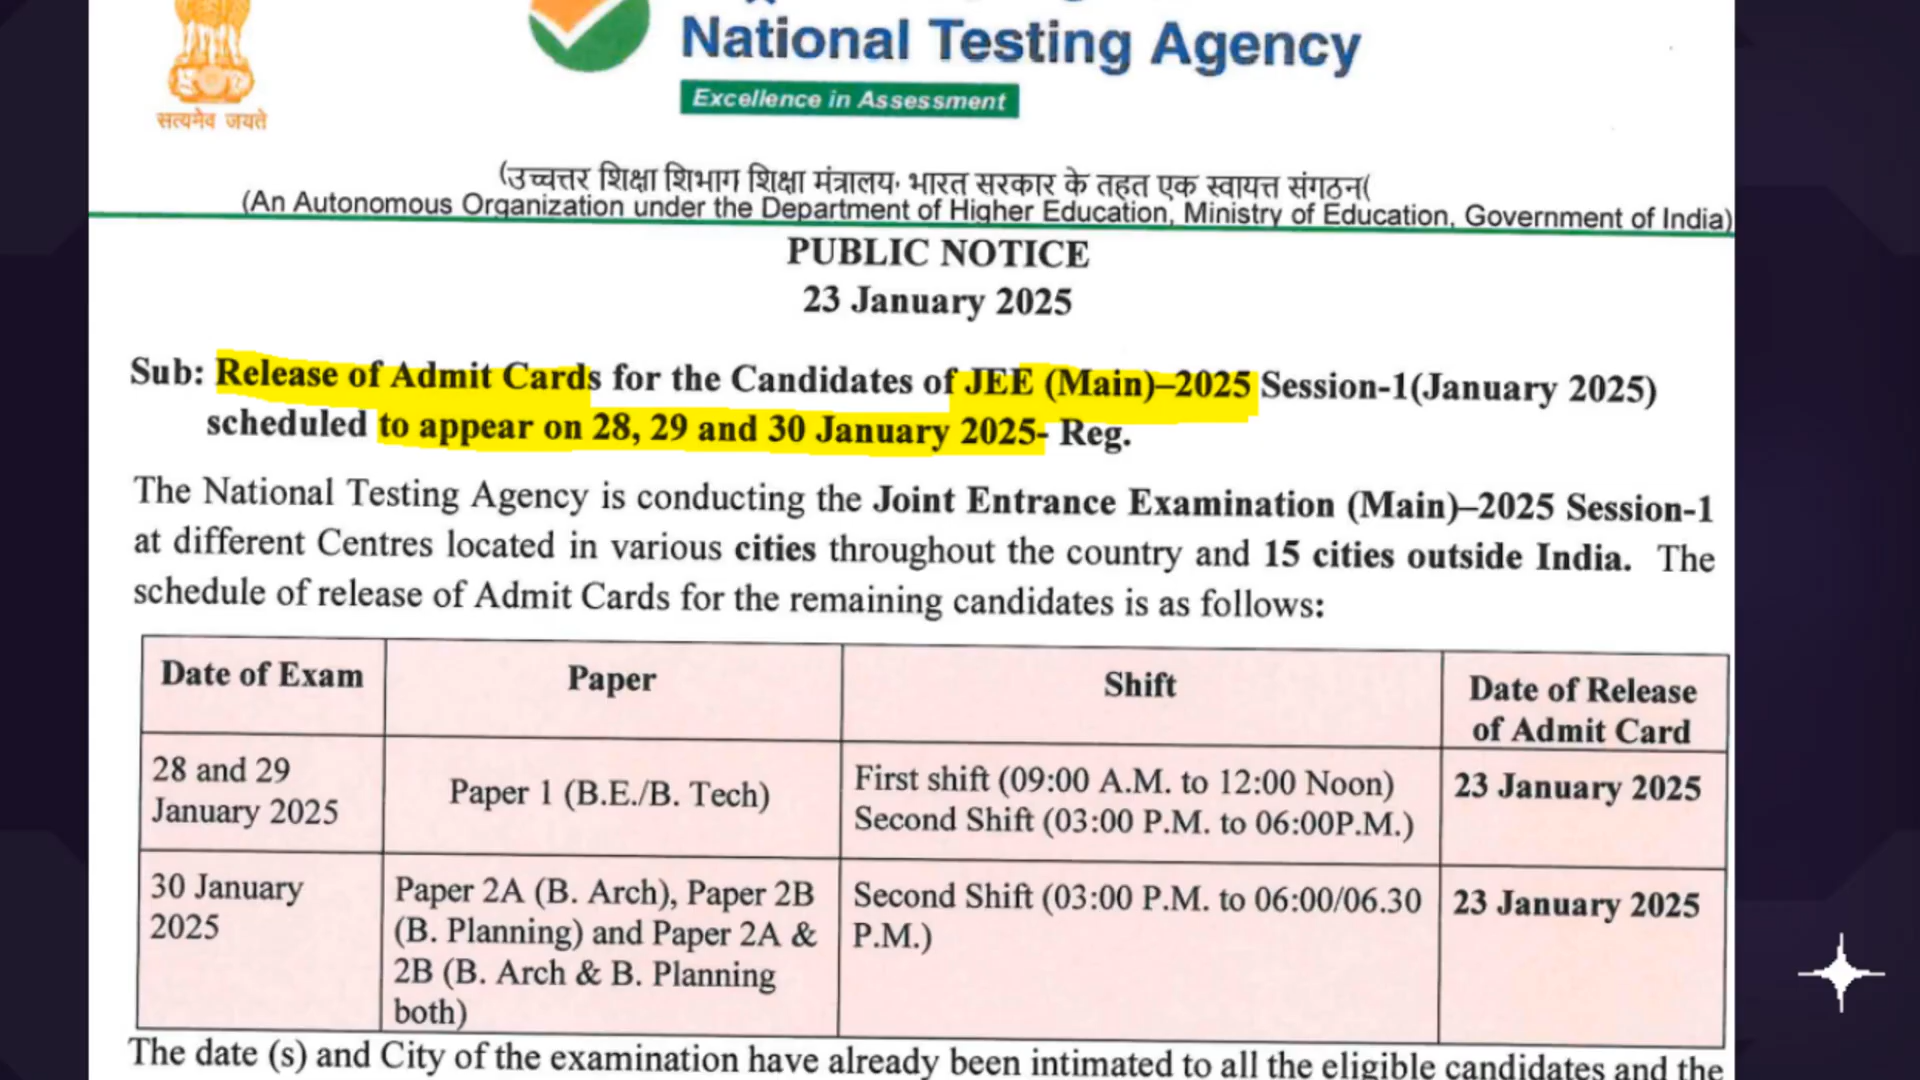 सत्यमेव जयते
National Testing Agency
Excellence in Assessment
(उच्चत्तर शिक्षा शिभाग शिक्षा मंत्रालय, भारत सरकार के तहत एक स्वायत्त संगठन(
(An Autonomous Organization under the Department of Higher Education, Ministry of Education, Government of India)
PUBLIC NOTICE
23 January 2025
Sub: Release of Admit Cards for the Candidates of JEE (Main)–2025 Session-1(January 2025)
scheduled to appear on 28, 29 and 30 January 2025- Reg.
The National Testing Agency is conducting the Joint Entrance Examination (Main)–2025 Session-1
at different Centres located in various cities throughout the country and 15 cities outside India. The
schedule of release of Admit Cards for the remaining candidates is as follows:
Date of Exam Paper Shift Date of Release
of Admit Card
28 and 29
January 2025
Paper 1 (B.E./B. Tech)
First shift (09:00 A.M. to 12:00 Noon)
Second Shift (03:00 P.M. to 06:00P.M.)
23 January 2025
30 January
2025
Paper 2A (B. Arch), Paper 2B
(B. Planning) and Paper 2A &
2B (B. Arch & B. Planning
both)
Second Shift (03:00 P.M. to 06:00/06.30
P.M.)
23 January 2025
The date (s) and City of the examination have already been intimated to all the eligible candidates and the